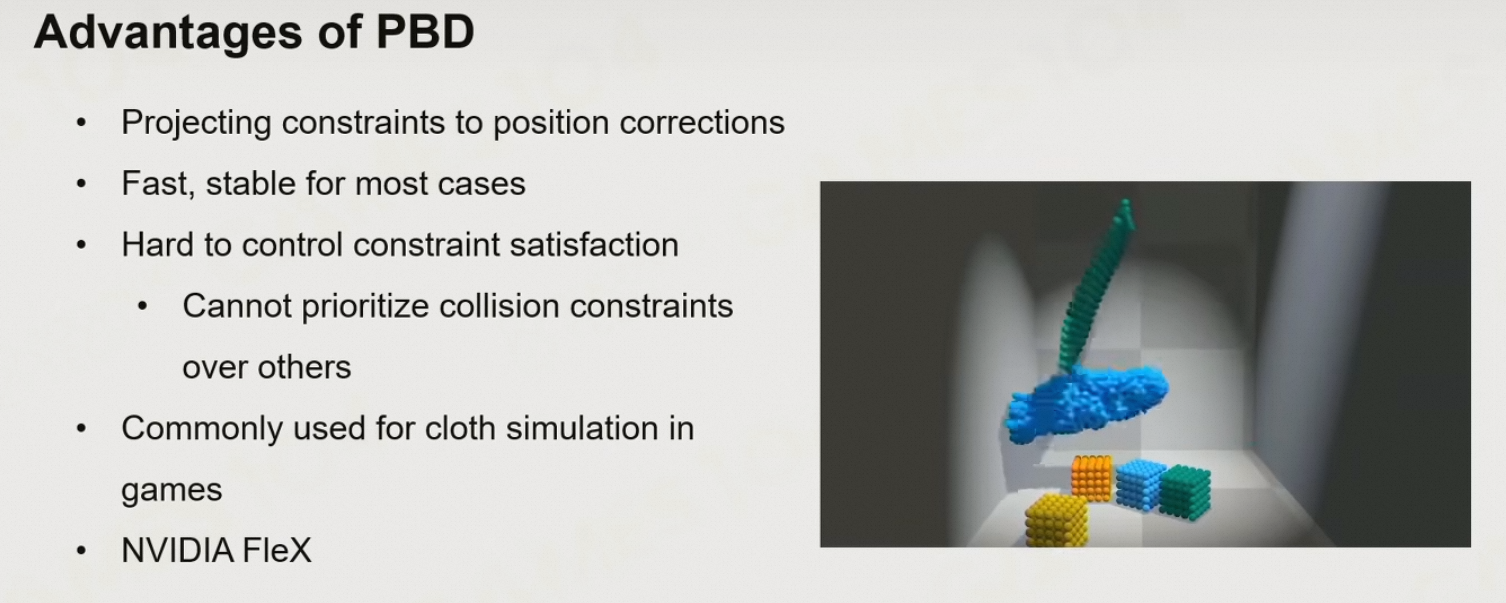 Advantages of PBD
• Projecting constraints to position corrections
• Fast, stable for most cases
• Hard to control constraint satisfaction
• Cannot prioritize collision constraints
over others
• Commonly used for cloth simulation in
games
• NVIDIA FleX